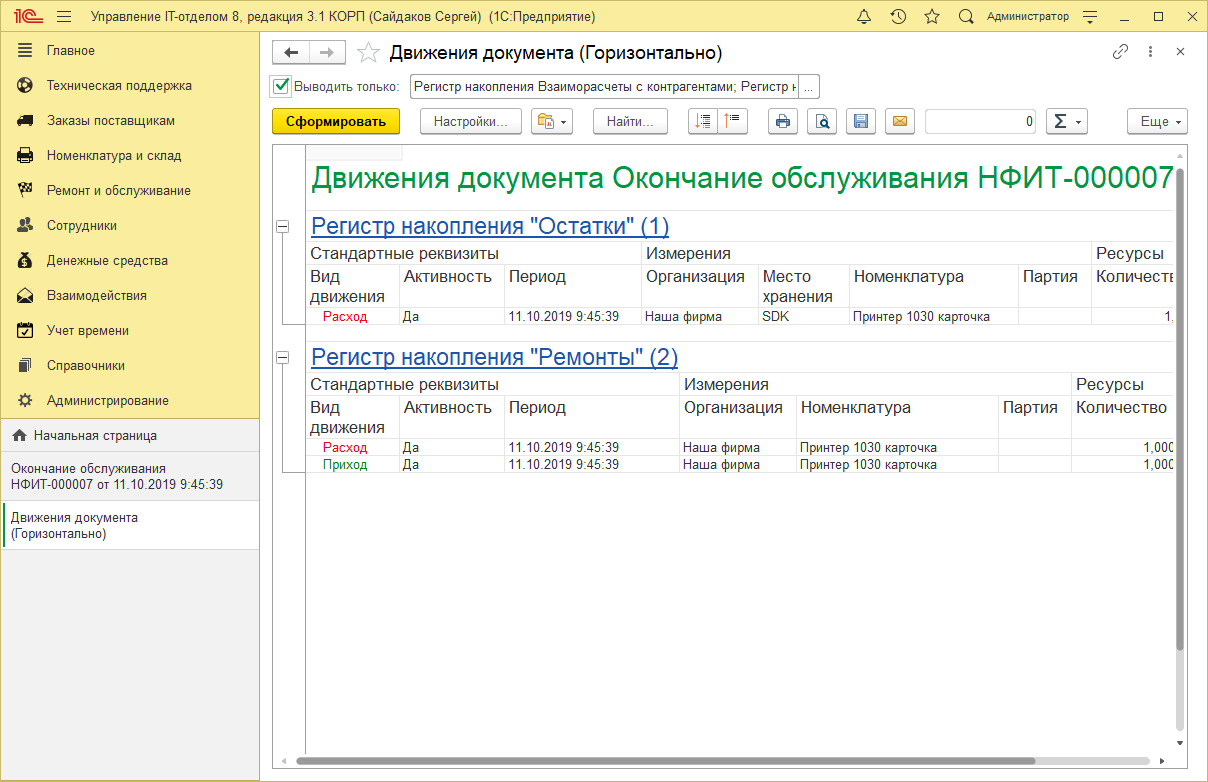 1С Управление IT-отделом 8, редакция 3.1 КОРП (Сайдаков Сергей) (1С:Предприятие) Администратор
Главное
Техническая поддержка
Заказы поставщикам
Номенклатура и склад
Ремонт и обслуживание
Сотрудники
Денежные средства
Взаимодействия
Учет времени
Справочники
Администрирование
Начальная страница
Окончание обслуживания
НФИТ-000007 от 11.10.2019 9:45:39
Движения документа
(Горизонтально)
Движения документа (Горизонтально)
Выводить только: Регистр накопления Взаиморасчеты с контрагентами; Регистр н ...
Сформировать Настройки... Найти... 0 Σ Еще
Движения документа Окончание обслуживания НФИТ-000007
Регистр накопления "Остатки" (1)
Стандартные реквизиты Измерения Ресурсы
Вид движения Активность Период Организация Место хранения Номенклатура Партия Количеств
Расход Да 11.10.2019 9:45:39 Наша фирма SDK Принтер 1030 карточка 1,
Регистр накопления "Ремонты" (2)
Стандартные реквизиты Измерения Ресурсы
Вид движения Активность Период Организация Номенклатура Партия Количество
Расход Да 11.10.2019 9:45:39 Наша фирма Принтер 1030 карточка 1,000
Приход Да 11.10.2019 9:45:39 Наша фирма Принтер 1030 карточка 1,000